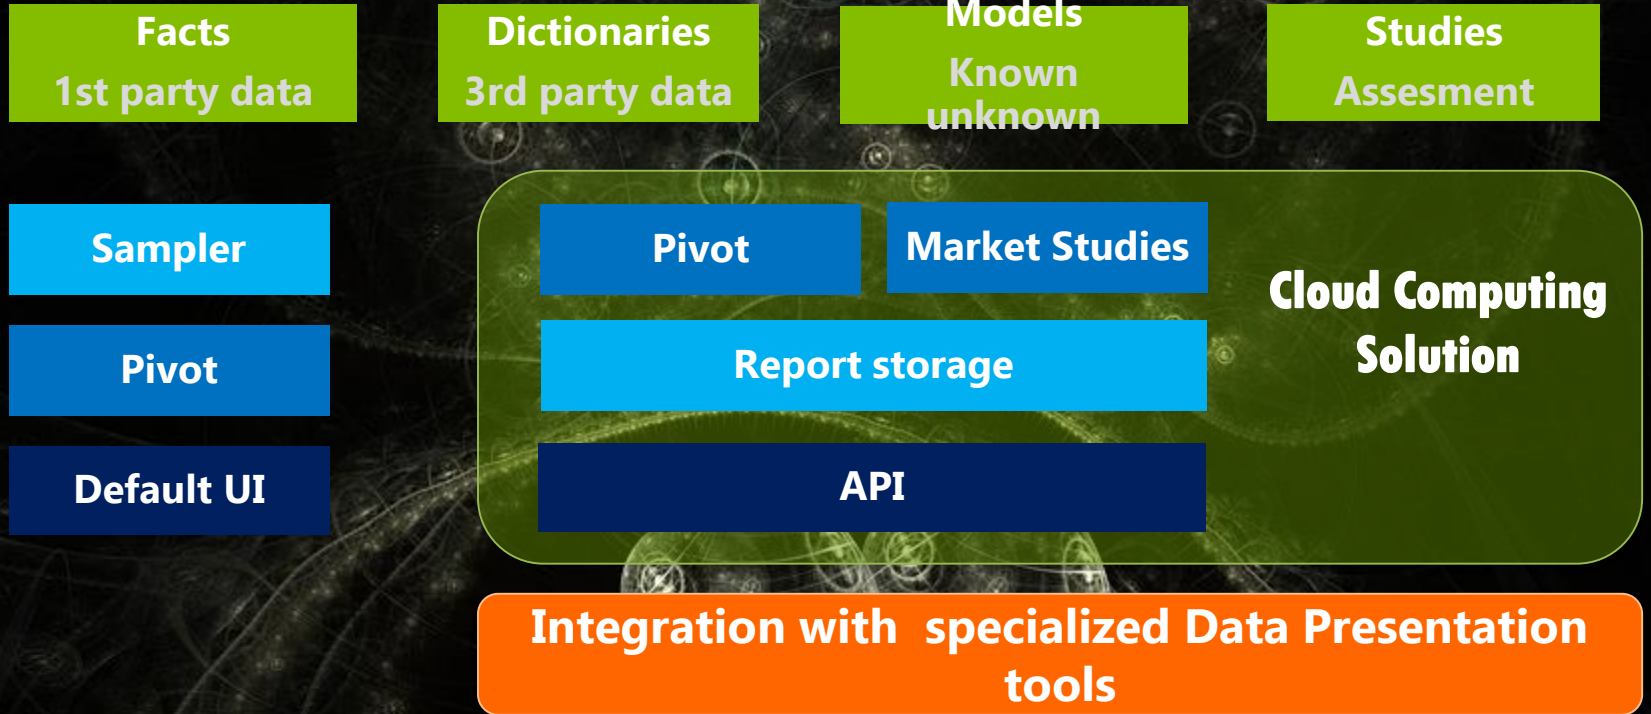 Facts
1st party data
Dictionaries
3rd party data
Models
Known
unknown
Studies
Assesment
Sampler
Pivot
Default UI
Pivot
Market Studies
Report storage
API
Cloud Computing
Solution
Integration with  specialized Data Presentation
tools